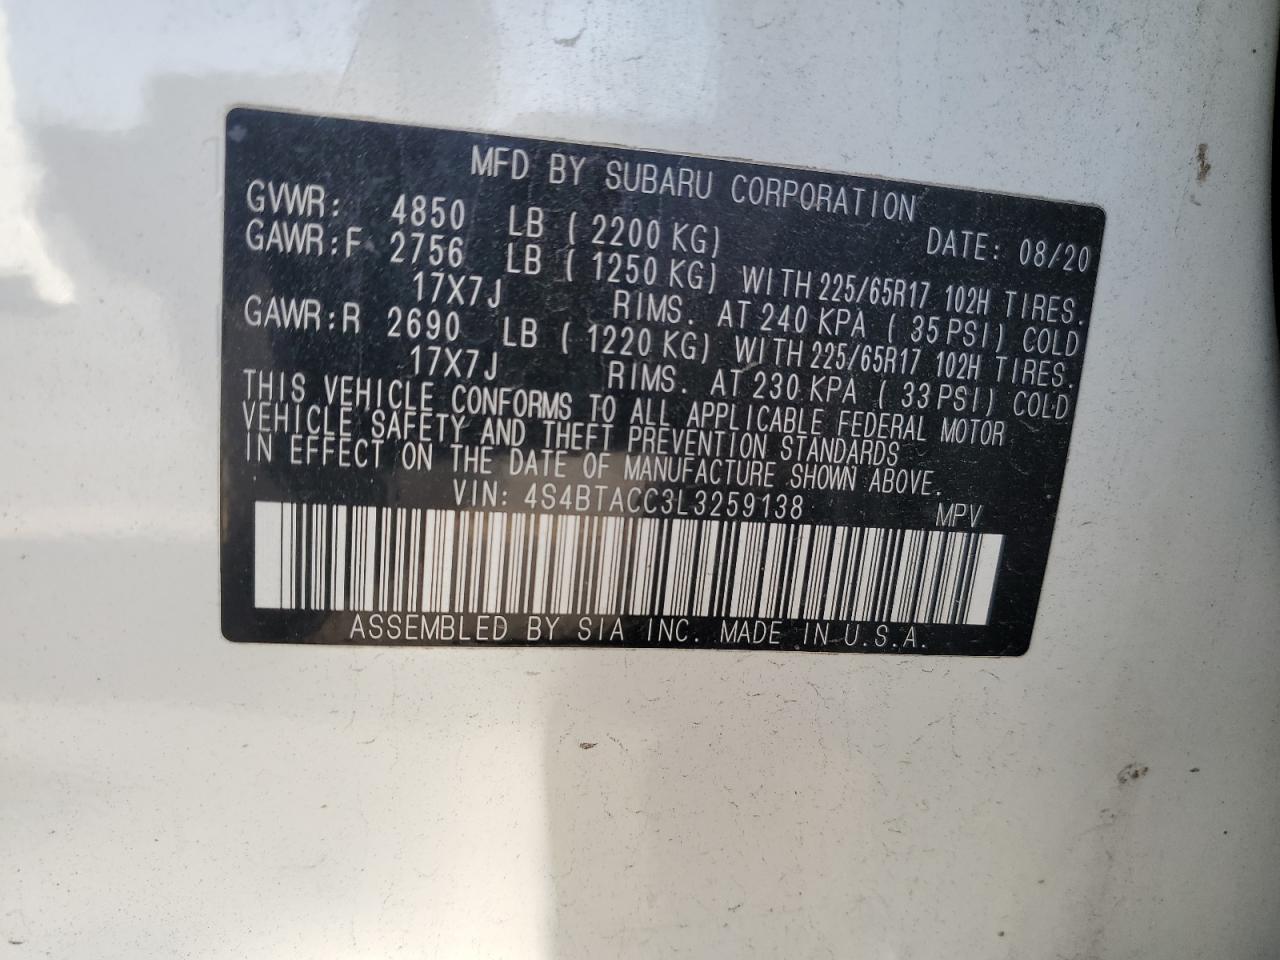 MFD BY SUBARU CORPORATION
GVWR: 4850 LB ( 2200 KG) DATE: 08/20
GAWR:F 2756 LB ( 1250 KG) WITH 225/65R17 102H TIRES.
17X7J RIMS. AT 240 KPA ( 35 PSI) COLD
GAWR:R 2690 LB ( 1220 KG) WITH 225/65R17 102H TIRES.
17X7J RIMS. AT 230 KPA ( 33 PSI) COLD
THIS VEHICLE CONFORMS TO ALL APPLICABLE FEDERAL MOTOR
VEHICLE SAFETY AND THEFT PREVENTION STANDARDS
IN EFFECT ON THE DATE OF MANUFACTURE SHOWN ABOVE.
VIN: 4S4BTACC3L3259138 MPV
ASSEMBLED BY SIA INC. MADE IN U.S.A.